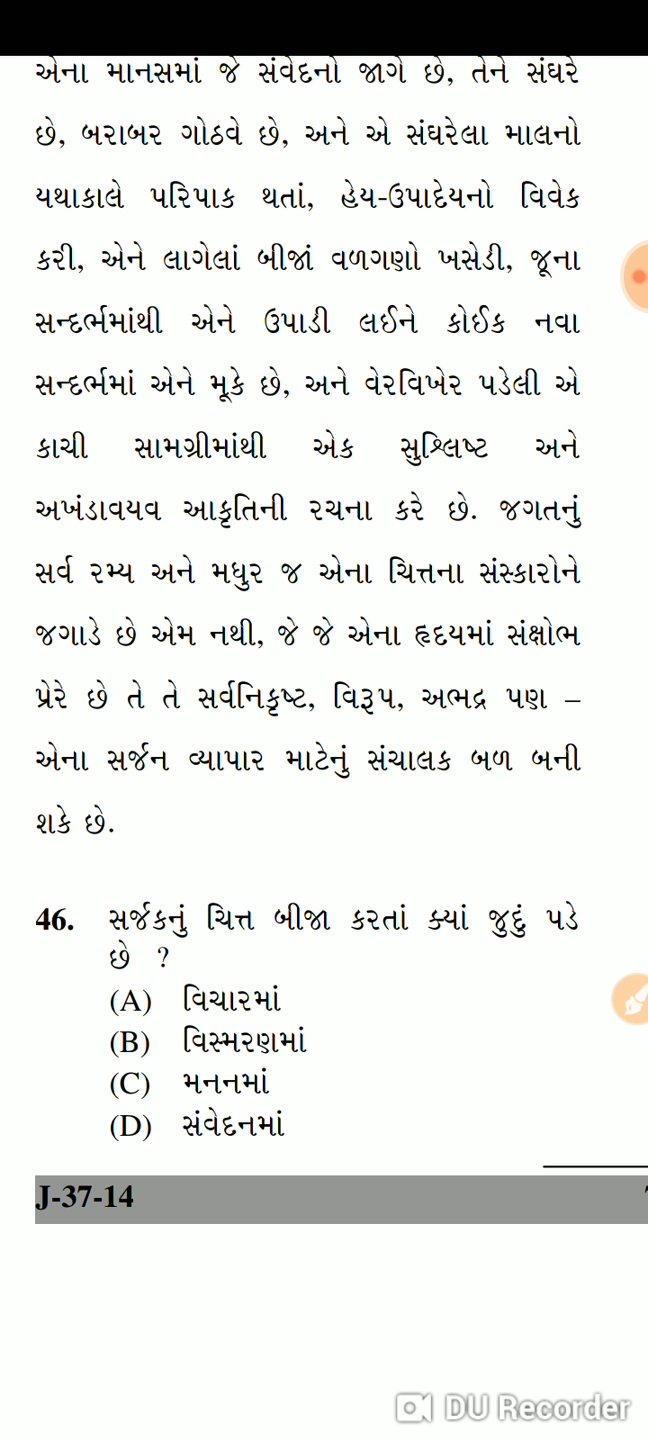 એના માનસમાં જે સંવેદનો જાગે છે, તેને સંઘરે
છે, બરાબર ગોઠવે છે, અને એ સંઘરેલા માલનો
યથાકાલે પરિપાક થતાં, હેય-ઉપાદેયનો વિવેક
કરી, એને લાગેલાં બીજાં વળગણો ખસેડી, જૂના
સન્દર્ભમાંથી એને ઉપાડી લઈને કોઈક નવા
સન્દર્ભમાં એને મૂકે છે, અને વેરવિખેર પડેલી એ
કાચી સામગ્રીમાંથી એક સુશ્લિષ્ટ અને
અખંડાવયવ આકૃતિની રચના કરે છે. જગતનું
સર્વ રમ્ય અને મધુર જ એના ચિત્તના સંસ્કારોને
જગાડે છે એમ નથી, જે જે એના હૃદયમાં સંક્ષોભ
પ્રેરે છે તે તે સર્વનિકૃષ્ટ, વિરૂપ, અભદ્ર પણ –
એના સર્જન વ્યાપાર માટેનું સંચાલક બળ બની
શકે છે.
46. સર્જકનું ચિત્ત બીજા કરતાં ક્યાં જુદું પડે
છે ?
(A) વિચારમાં
(B) વિસ્મરણમાં
(C) મનનમાં
(D) સંવેદનમાં
J-37-14
DU Recorder